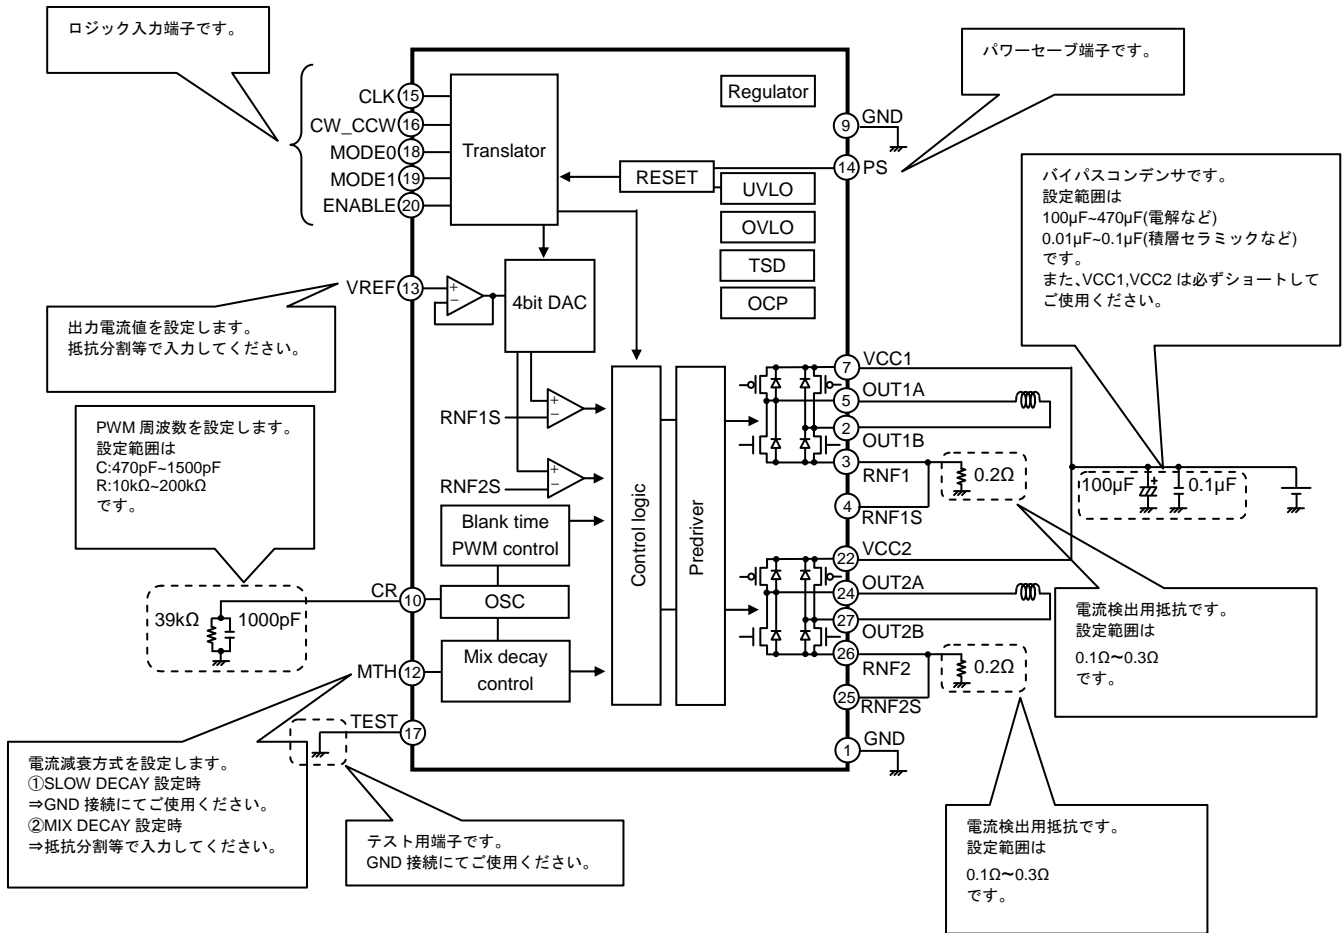 ロジック入力端子です。
パワーセーブ端子です。
CLK 15
CW_CCW 16
MODE0 18
MODE1 19
ENABLE 20
Translator
Regulator
RESET
UVLO
OVLO
TSD
OCP
9 GND
14 PS
バイパスコンデンサです。
設定範囲は
100μF~470μF(電解など)
0.01μF~0.1μF(積層セラミックなど)
です。
また、VCC1,VCC2 は必ずショートして
ご使用ください。
VREF 13
+
−
4bit DAC
出力電流値を設定します。
抵抗分割等で入力してください。
RNF1S
+
−
RNF2S
+
−
Blank time
PWM control
OSC
Mix decay
control
Control logic
Predriver
7 VCC1
5 OUT1A
2 OUT1B
3 RNF1
4 RNF1S
0.2Ω
100μF
+
0.1μF
22 VCC2
24 OUT2A
27 OUT2B
26 RNF2
25 RNF2S
0.2Ω
1 GND
PWM 周波数を設定します。
設定範囲は
C:470pF~1500pF
R:10kΩ~200kΩ
です。
CR 10
39kΩ
1000pF
MTH 12
TEST 17
電流減衰方式を設定します。
①SLOW DECAY 設定時
⇒GND 接続にてご使用ください。
②MIX DECAY 設定時
⇒抵抗分割等で入力してください。
テスト用端子です。
GND 接続にてご使用ください。
電流検出用抵抗です。
設定範囲は
0.1Ω～0.3Ω
です。
電流検出用抵抗です。
設定範囲は
0.1Ω～0.3Ω
です。